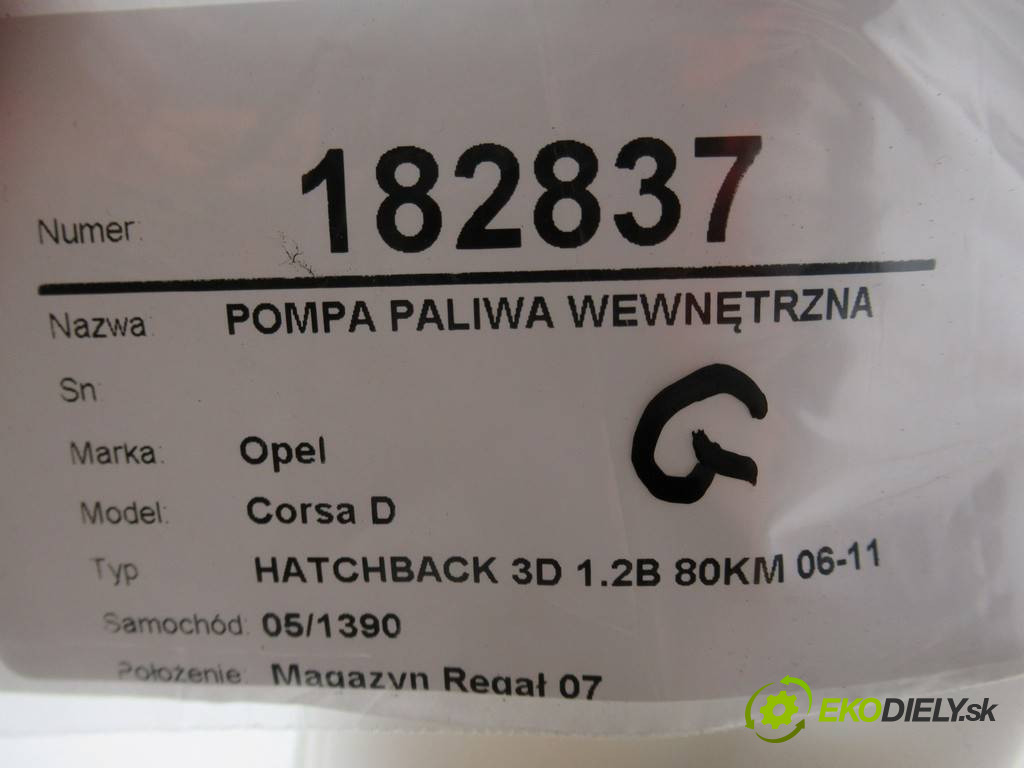 Numer: 182837
Nazwa: POMPA PALIWA WEWNĘTRZNA
Sn
G
Marka: Opel
Model: Corsa D
Typ HATCHBACK 3D 1.2B 80KM 06-11
Samochód: 05/1390
Położenie: Magazyn Regał 07
EKODIELY.sk